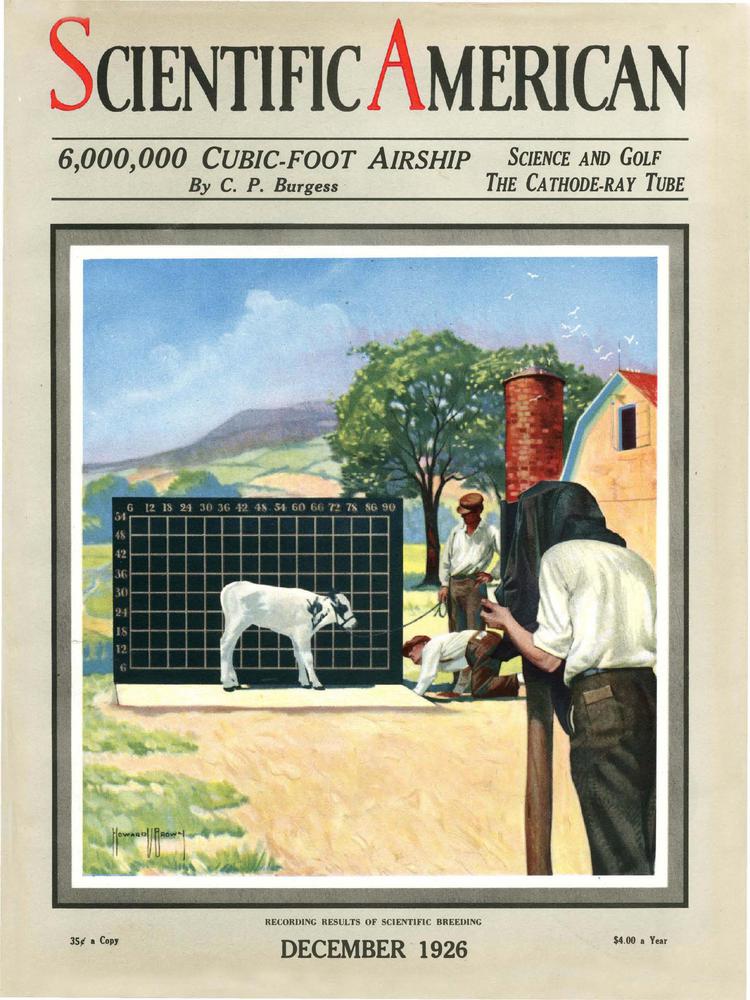 SCIENTIFIC AMERICAN
6,000,000 CUBIC-FOOT AIRSHIP
By C. P. Burgess
SCIENCE AND GOLF
THE CATHODE-RAY TUBE
6 12 18 24 30 36 42 48 54 60 66 72 78 86 90
54
48
42
36
30
24
18
12
6
HOWARD V BROWN
RECORDING RESULTS OF SCIENTIFIC BREEDING
35¢ a Copy
DECEMBER 1926
$4.00 a Year